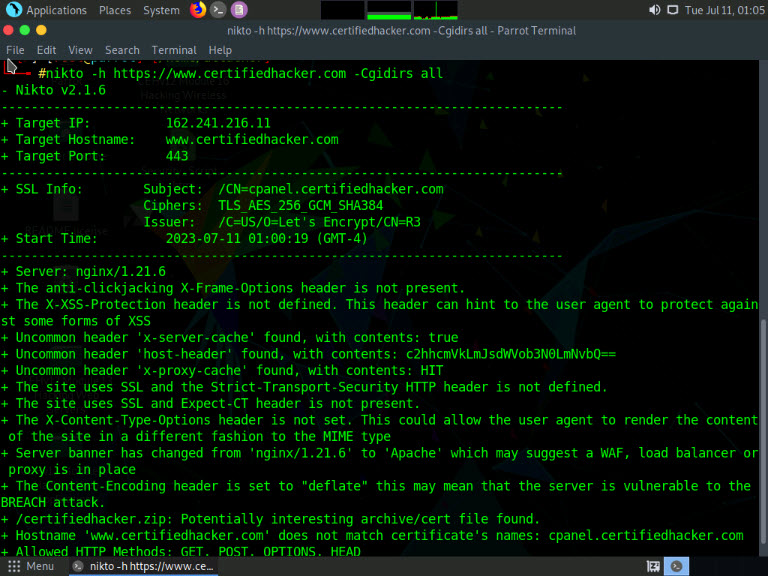 Applications Places System Tue Jul 11, 01:05
nikto -h https://www.certifiedhacker.com -Cgidirs all - Parrot Terminal
File Edit View Search Terminal Help
#nikto -h https://www.certifiedhacker.com -Cgidirs all
- Nikto v2.1.6
---------------------------------------------------------------------------
+ Target IP: 162.241.216.11
+ Target Hostname: www.certifiedhacker.com
+ Target Port: 443
---------------------------------------------------------------------------
+ SSL Info: Subject: /CN=cpanel.certifiedhacker.com
Ciphers: TLS_AES_256_GCM_SHA384
Issuer: /C=US/O=Let's Encrypt/CN=R3
+ Start Time: 2023-07-11 01:00:19 (GMT-4)
---------------------------------------------------------------------------
+ Server: nginx/1.21.6
+ The anti-clickjacking X-Frame-Options header is not present.
+ The X-XSS-Protection header is not defined. This header can hint to the user agent to protect again
st some forms of XSS
+ Uncommon header 'x-server-cache' found, with contents: true
+ Uncommon header 'host-header' found, with contents: c2hhcmVkLmJsdWVob3N0LmNvbQ==
+ Uncommon header 'x-proxy-cache' found, with contents: HIT
+ The site uses SSL and the Strict-Transport-Security HTTP header is not defined.
+ The site uses SSL and Expect-CT header is not present.
+ The X-Content-Type-Options header is not set. This could allow the user agent to render the content
of the site in a different fashion to the MIME type
+ Server banner has changed from 'nginx/1.21.6' to 'Apache' which may suggest a WAF, load balancer or
proxy is in place
+ The Content-Encoding header is set to "deflate" this may mean that the server is vulnerable to the
BREACH attack.
+ /certifiedhacker.zip: Potentially interesting archive/cert file found.
+ Hostname 'www.certifiedhacker.com' does not match certificate's names: cpanel.certifiedhacker.com
+ Allowed HTTP Methods: GET, POST, OPTIONS, HEAD
Menu nikto -h https://www.ce...